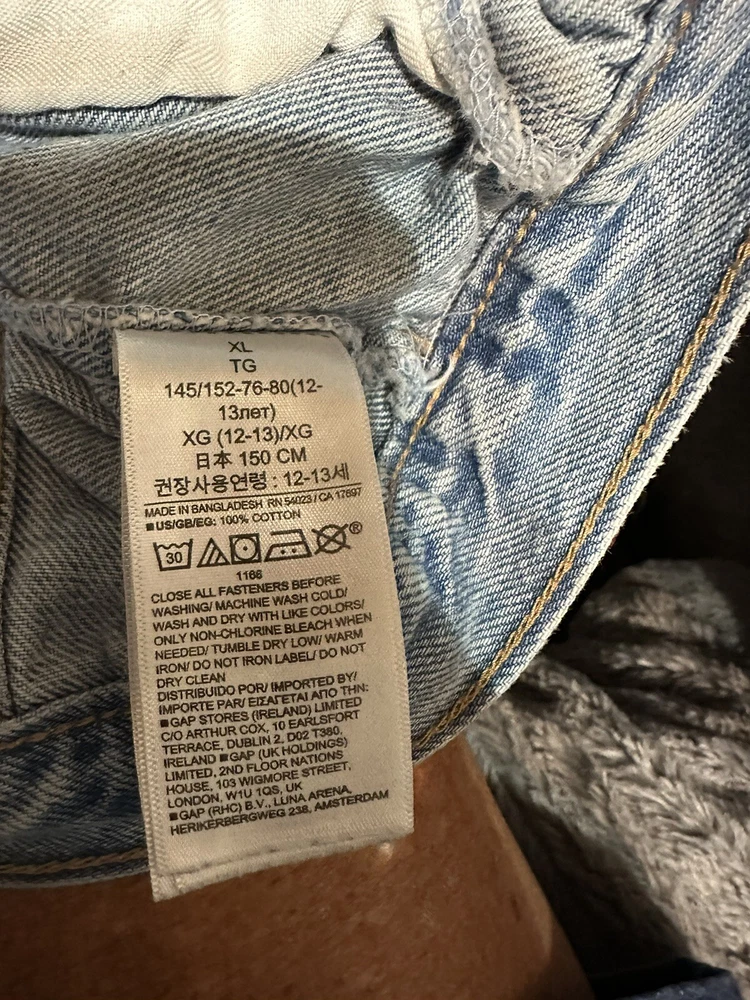 XL
TG
145/152-76-80(12-
13лет)
XG (12-13)/XG
日本 150 CM
권장사용연령 : 12-13세
MADE IN BANGLADESH RN 54023 / CA 17897
■US/GB/EG: 100% COTTON
30 ®
1166
CLOSE ALL FASTENERS BEFORE
WASHING/ MACHINE WASH COLD/
WASH AND DRY WITH LIKE COLORS/
ONLY NON-CHLORINE BLEACH WHEN
NEEDED/ TUMBLE DRY LOW/ WARM
IRON/ DO NOT IRON LABEL/ DO NOT
DRY CLEAN
DISTRIBUIDO POR/ IMPORTED BY/
IMPORTE PAR/ ΕΙΣΑΓΕΤΑΙ ΑΠΟ ΤΗΝ:
■GAP STORES (IRELAND) LIMITED
C/O ARTHUR COX, 10 EARLSFORT
TERRACE, DUBLIN 2. D02 T380,
IRELAND ■GAP (UK HOLDINGS)
LIMITED, 2ND FLOOR NATIONS
HOUSE, 103 WIGMORE STREET,
LONDON, W1U 1QS, UK
■GAP (RHC) B.V., LUNA ARENA,
HERIKERBERGWEG 238, AMSTERDAM